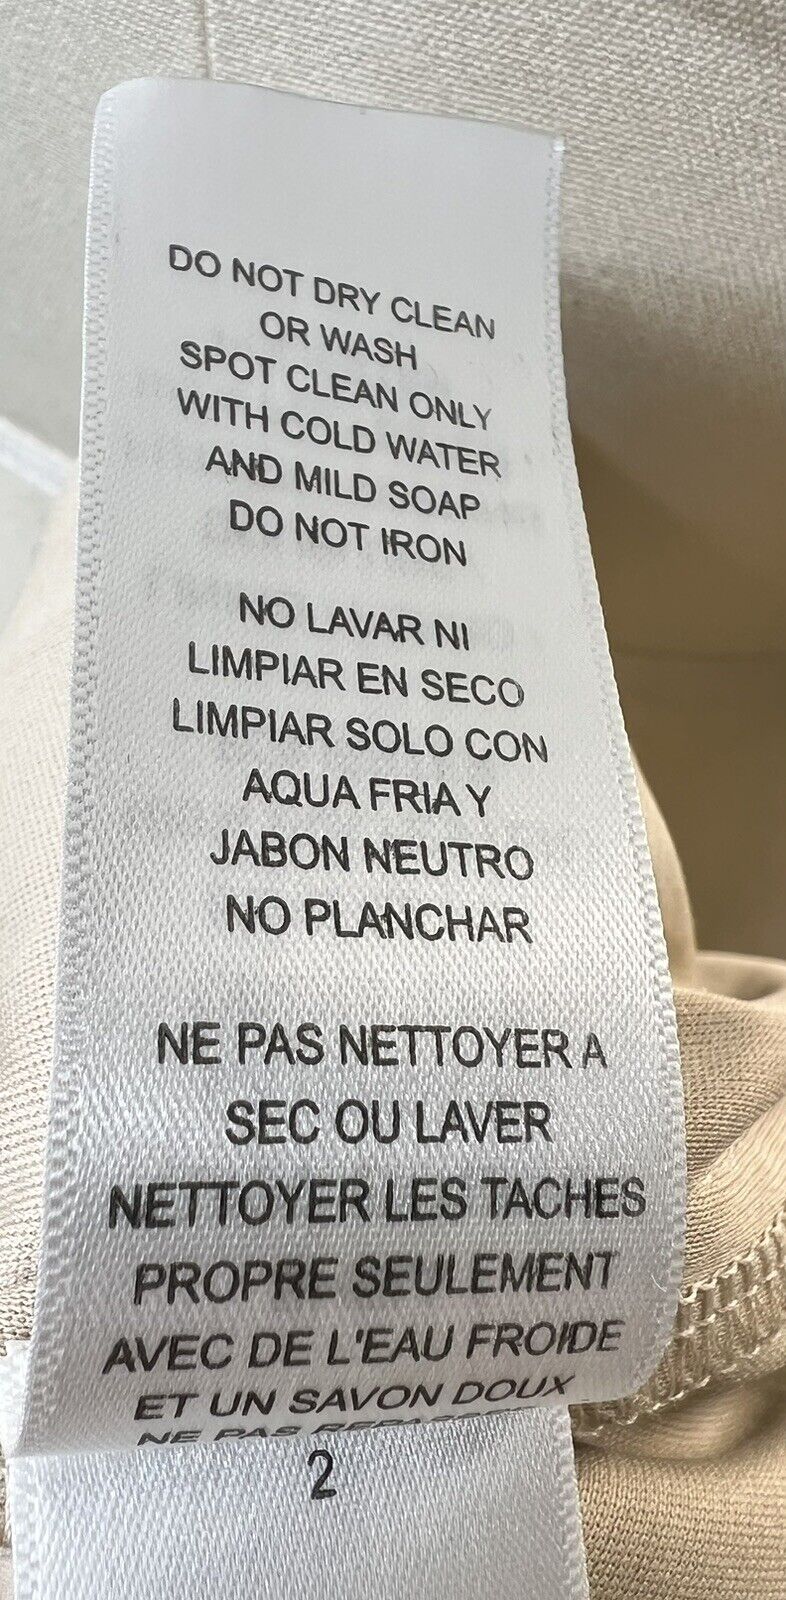 DO NOT DRY CLEAN
OR WASH
SPOT CLEAN ONLY
WITH COLD WATER
AND MILD SOAP
DO NOT IRON
NO LAVAR NI
LIMPIAR EN SECO
LIMPIAR SOLO CON
AQUA FRIA Y
JABON NEUTRO
NO PLANCHAR
NE PAS NETTOYER A
SEC OU LAVER
NETTOYER LES TACHES
PROPRE SEULEMENT
AVEC DE L'EAU FROIDE
ET UN SAVON DOUX
NE PAS
2